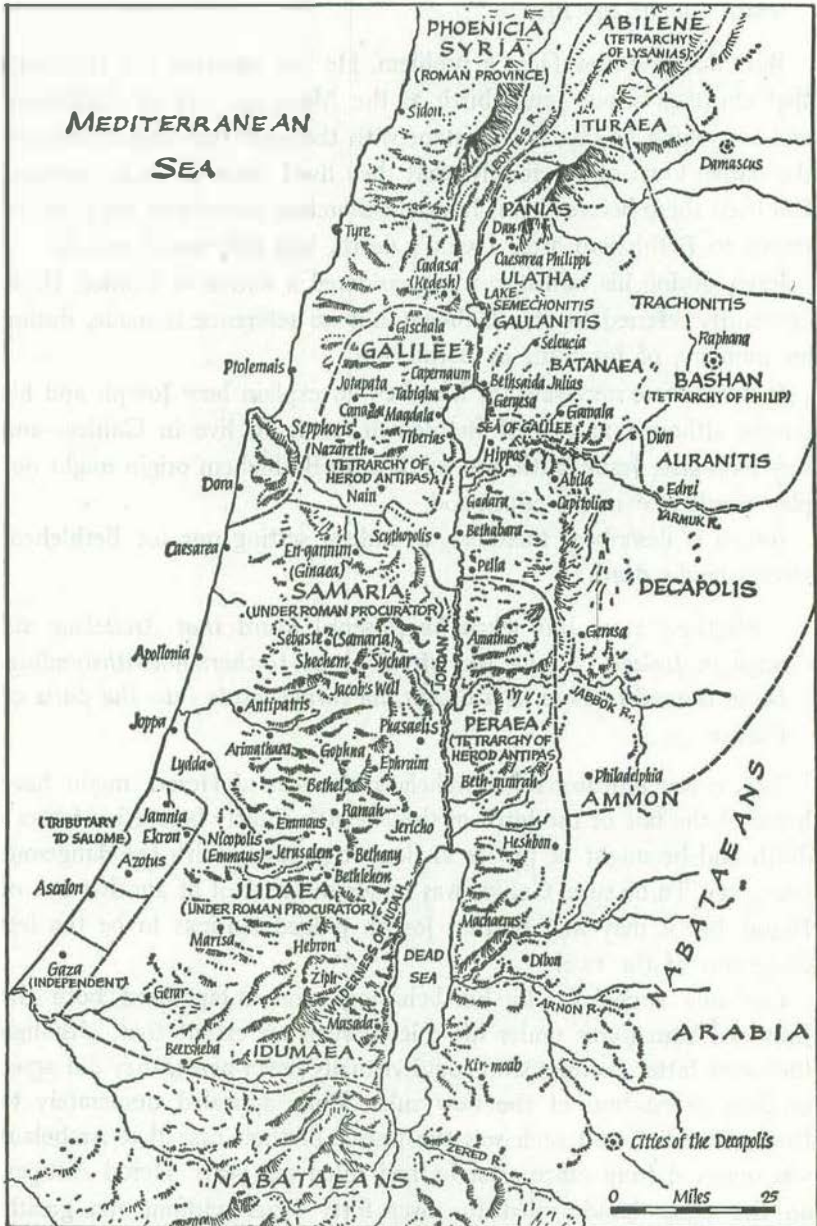 PHOENICIA
SYRIA
(ROMAN PROVINCE)
ABILENE
(TETRARCHY
OF LYSANIAS)
MEDITERRANEAN
SEA
Sidon
ITURAEA
Damascus
LEONTES R.
PANIAS
Dan
Tyre
Caesarea Philippi
Cadasa
(Kedesh)
ULATHA
LAKE
SEMECHONITIS
TRACHONITIS
Gischala
GAULANITIS
GALILEE
Seleucia
Raphana
BATANAEA
Ptolemais
Capernaum
Bethsaida Julias
BASHAN
(TETRARCHY OF PHILIP)
Jotapata
Tabigha
Gerasa
Cana
Magdala
Gamala
Sepphoris
Tiberias
SEA OF GALILEE
Dion
Nazareth
Hippos
AURANITIS
(TETRARCHY OF
HEROD ANTIPAS)
Abila
Edrei
Dora
Nain
Gadara
Capitolias
YARMUK R.
Scythopolis
Bethabara
Caesarea
En-gannim
(Ginaea)
Pella
SAMARIA
DECAPOLIS
(UNDER ROMAN PROCURATOR)
Sebaste (Samaria)
Amathus
Gerasa
Apollonia
Shechem
Sychar
JORDAN R.
Jacob's Well
JABBOK R.
Antipatris
Joppa
Phasaelis
PERAEA
(TETRARCHY OF
HEROD ANTIPAS
Arimathaea
Gophna
Ephraim
Lydda
Philadelphia
Bethel
Beth-nimrah
AMMON
Ramah
(TRIBUTARY
TO SALOME)
Jamnia
Emmaus
Jericho
Ekron
Nicopolis
(Emmaus)
Jerusalem
Bethany
Heshbon
Azotus
Bethlehem
Ascalon
JUDAE
(UNDER ROMAN PROCURATOR)
WILDERNESS OF JUDAH
Machaerus
Marisa
DEAD
SEA
Hebron
Gaza
(INDEPENDENT)
Dibon
Ziph
Gerar
ARNON R.
NABATAEANS
Masada
ARABIA
Beersheba
IDUMAEA
Kir-moab
Cities of the Decapolis
ZERED R.
NABATAEANS
0 Miles 25